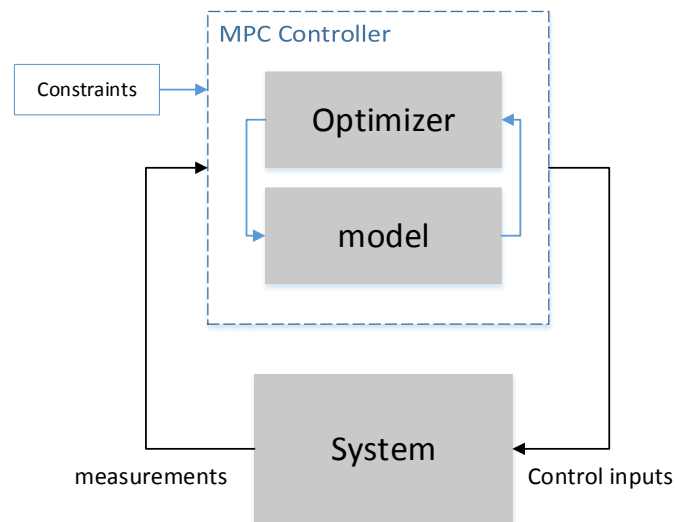 MPC Controller
Constraints
Optimizer
model
System
measurements
Control inputs